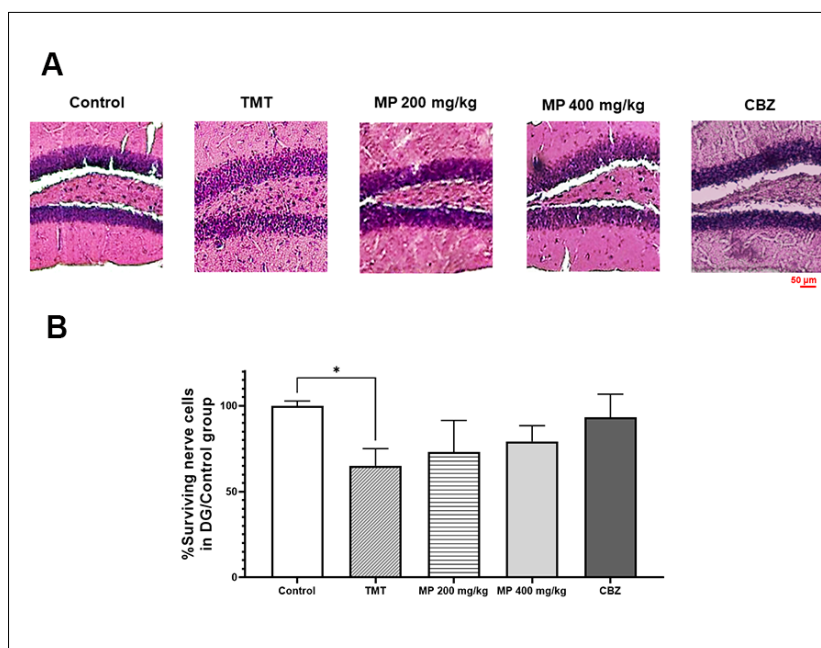 A
Control
TMT
MP 200 mg/kg
MP 400 mg/kg
CBZ
50 µm
B
%Surviving nerve cells
in DG/Control group
*
100
50
0
Control
TMT
MP 200 mg/kg
MP 400 mg/kg
CBZ